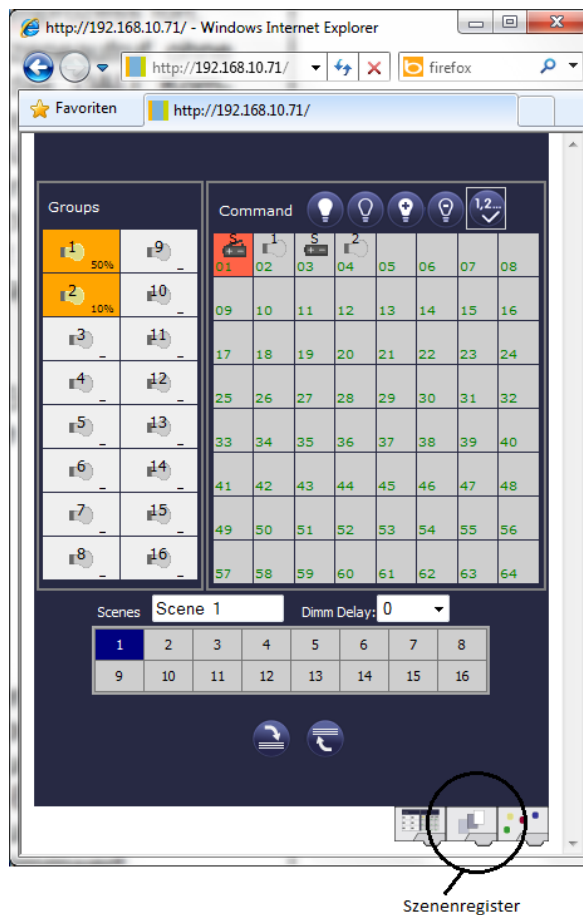 http://192.168.10.71/ - Windows Internet Explorer
http://192.168.10.71/ firefox
Favoriten http://192.168.10.71/
Groups Command 1,2...
1 50% 9 _ S 01 1 02 S 03 2 04 05 06 07 08
2 10% 10 _ 09 10 11 12 13 14 15 16
3 _ 11 _ 17 18 19 20 21 22 23 24
4 _ 12 _ 25 26 27 28 29 30 31 32
5 _ 13 _ 33 34 35 36 37 38 39 40
6 _ 14 _ 41 42 43 44 45 46 47 48
7 _ 15 _ 49 50 51 52 53 54 55 56
8 _ 16 _ 57 58 59 60 61 62 63 64
Scenes Scene 1 Dimm Delay: 0
1 2 3 4 5 6 7 8
9 10 11 12 13 14 15 16
Szenenregister